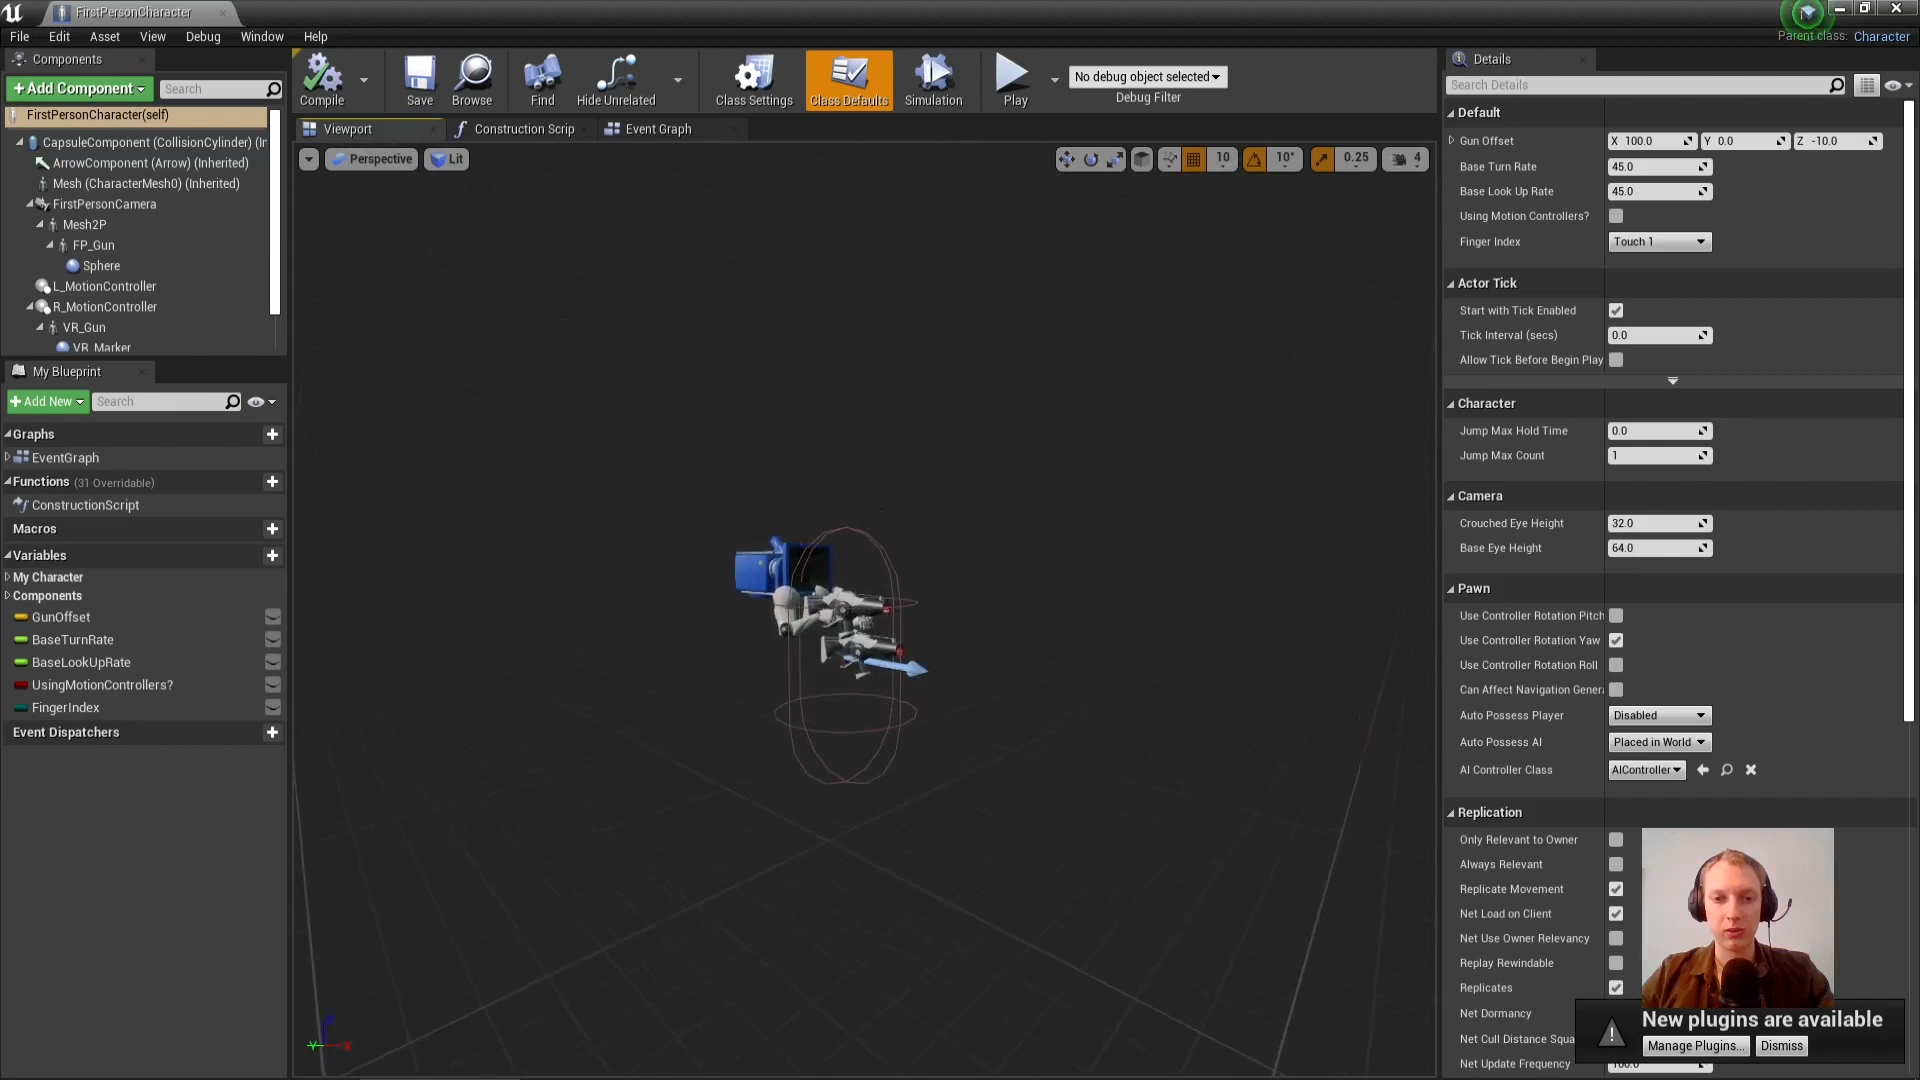 FirstPersonCharacter
File Edit Asset View Debug Window Help
Parent class: Character
Components
Add Component
Search
FirstPersonCharacter(self)
CapsuleComponent (CollisionCylinder) (Ir
ArrowComponent (Arrow) (Inherited)
Mesh (CharacterMesh0) (Inherited)
FirstPersonCamera
Mesh2P
FP_Gun
Sphere
L_MotionController
R_MotionController
VR_Gun
VR_Marker
My Blueprint
Add New
Search
Graphs
EventGraph
Functions (31 Overridable)
ConstructionScript
Macros
Variables
My Character
Components
GunOffset
BaseTurnRate
BaseLookUpRate
UsingMotionControllers?
FingerIndex
Event Dispatchers
Compile
Save
Browse
Find
Hide Unrelated
Class Settings
Class Defaults
Simulation
Play
No debug object selected
Debug Filter
Viewport
Construction Scrip
Event Graph
Perspective
Lit
10
10°
0.25
4
Z
Y
X
Details
Search Details
Default
Gun Offset X 100.0 Y 0.0 Z -10.0
Base Turn Rate 45.0
Base Look Up Rate 45.0
Using Motion Controllers?
Finger Index Touch 1
Actor Tick
Start with Tick Enabled
Tick Interval (secs) 0.0
Allow Tick Before Begin Play
Character
Jump Max Hold Time 0.0
Jump Max Count 1
Camera
Crouched Eye Height 32.0
Base Eye Height 64.0
Pawn
Use Controller Rotation Pitch
Use Controller Rotation Yaw
Use Controller Rotation Roll
Can Affect Navigation Genera
Auto Possess Player Disabled
Auto Possess AI Placed in World
AI Controller Class AIController
Replication
Only Relevant to Owner
Always Relevant
Replicate Movement
Net Load on Client
Net Use Owner Relevancy
Replay Rewindable
Replicates
Net Dormancy
Net Cull Distance Squa
Net Update Frequency 100.0
New plugins are available
Manage Plugins... Dismiss